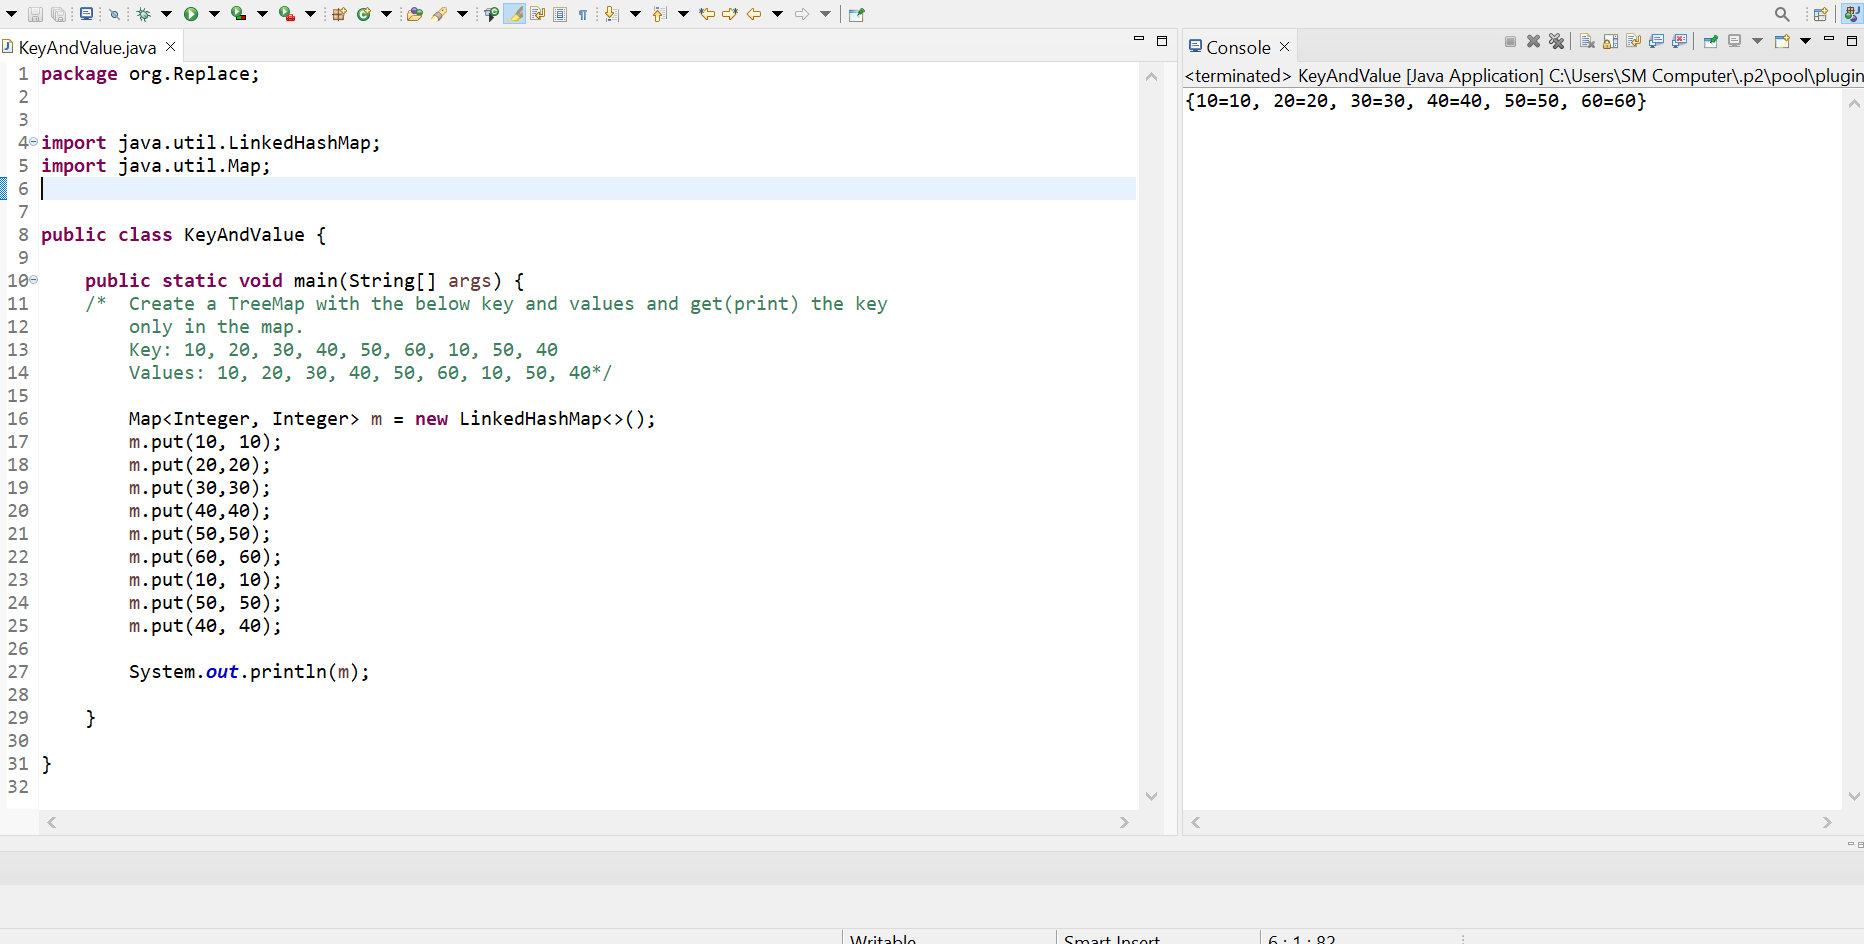 KeyAndValue.java
1 package org.Replace;
2
3
4 import java.util.LinkedHashMap;
5 import java.util.Map;
6
7
8 public class KeyAndValue {
9
10 public static void main(String[] args) {
11 /* Create a TreeMap with the below key and values and get(print) the key
12 only in the map.
13 Key: 10, 20, 30, 40, 50, 60, 10, 50, 40
14 Values: 10, 20, 30, 40, 50, 60, 10, 50, 40*/
15
16 Map<Integer, Integer> m = new LinkedHashMap<>();
17 m.put(10, 10);
18 m.put(20,20);
19 m.put(30,30);
20 m.put(40,40);
21 m.put(50,50);
22 m.put(60, 60);
23 m.put(10, 10);
24 m.put(50, 50);
25 m.put(40, 40);
26
27 System.out.println(m);
28
29 }
30
31 }
32
Console
<terminated> KeyAndValue [Java Application] C:\Users\SM Computer\.p2\pool\plugin
{10=10, 20=20, 30=30, 40=40, 50=50, 60=60}
Writable Smart Insert 6 : 1 : 82